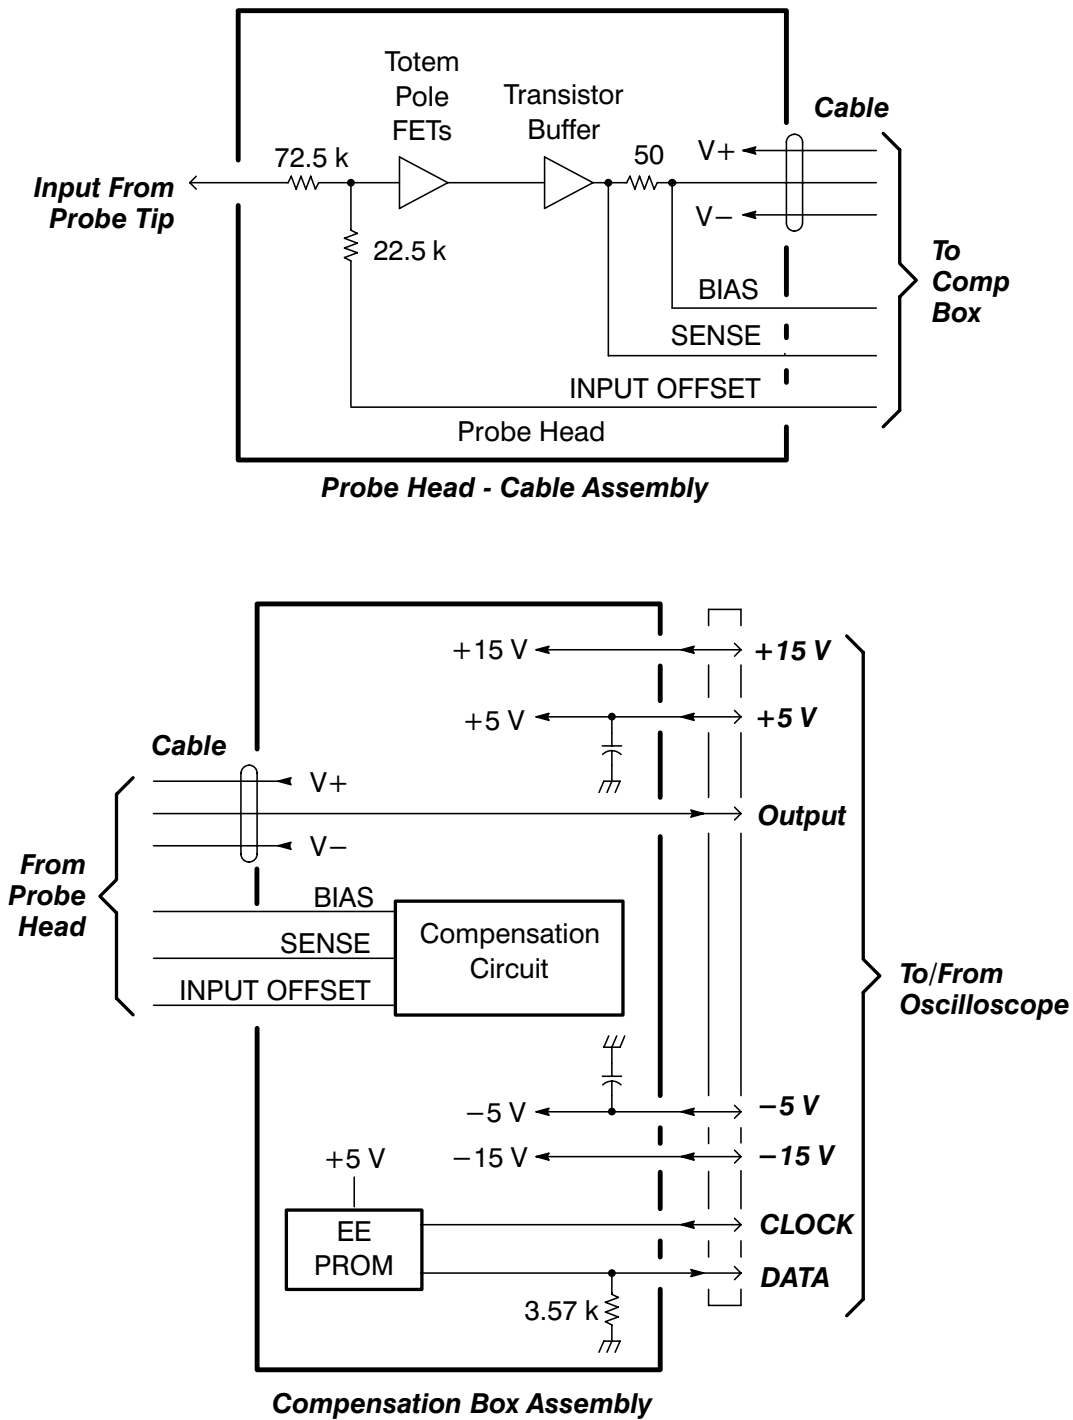 Totem
Pole
FETs
Transistor
Buffer
Cable
72.5 k
50
V+
Input From
Probe Tip
V−
22.5 k
To
Comp
Box
BIAS
SENSE
INPUT OFFSET
Probe Head
Probe Head - Cable Assembly
+15 V
+15 V
+5 V
+5 V
Cable
V+
Output
V−
From
Probe
Head
BIAS
SENSE
INPUT OFFSET
Compensation
Circuit
To/From
Oscilloscope
−5 V
−5 V
−15 V
−15 V
+5 V
EE
PROM
CLOCK
DATA
3.57 k
Compensation Box Assembly